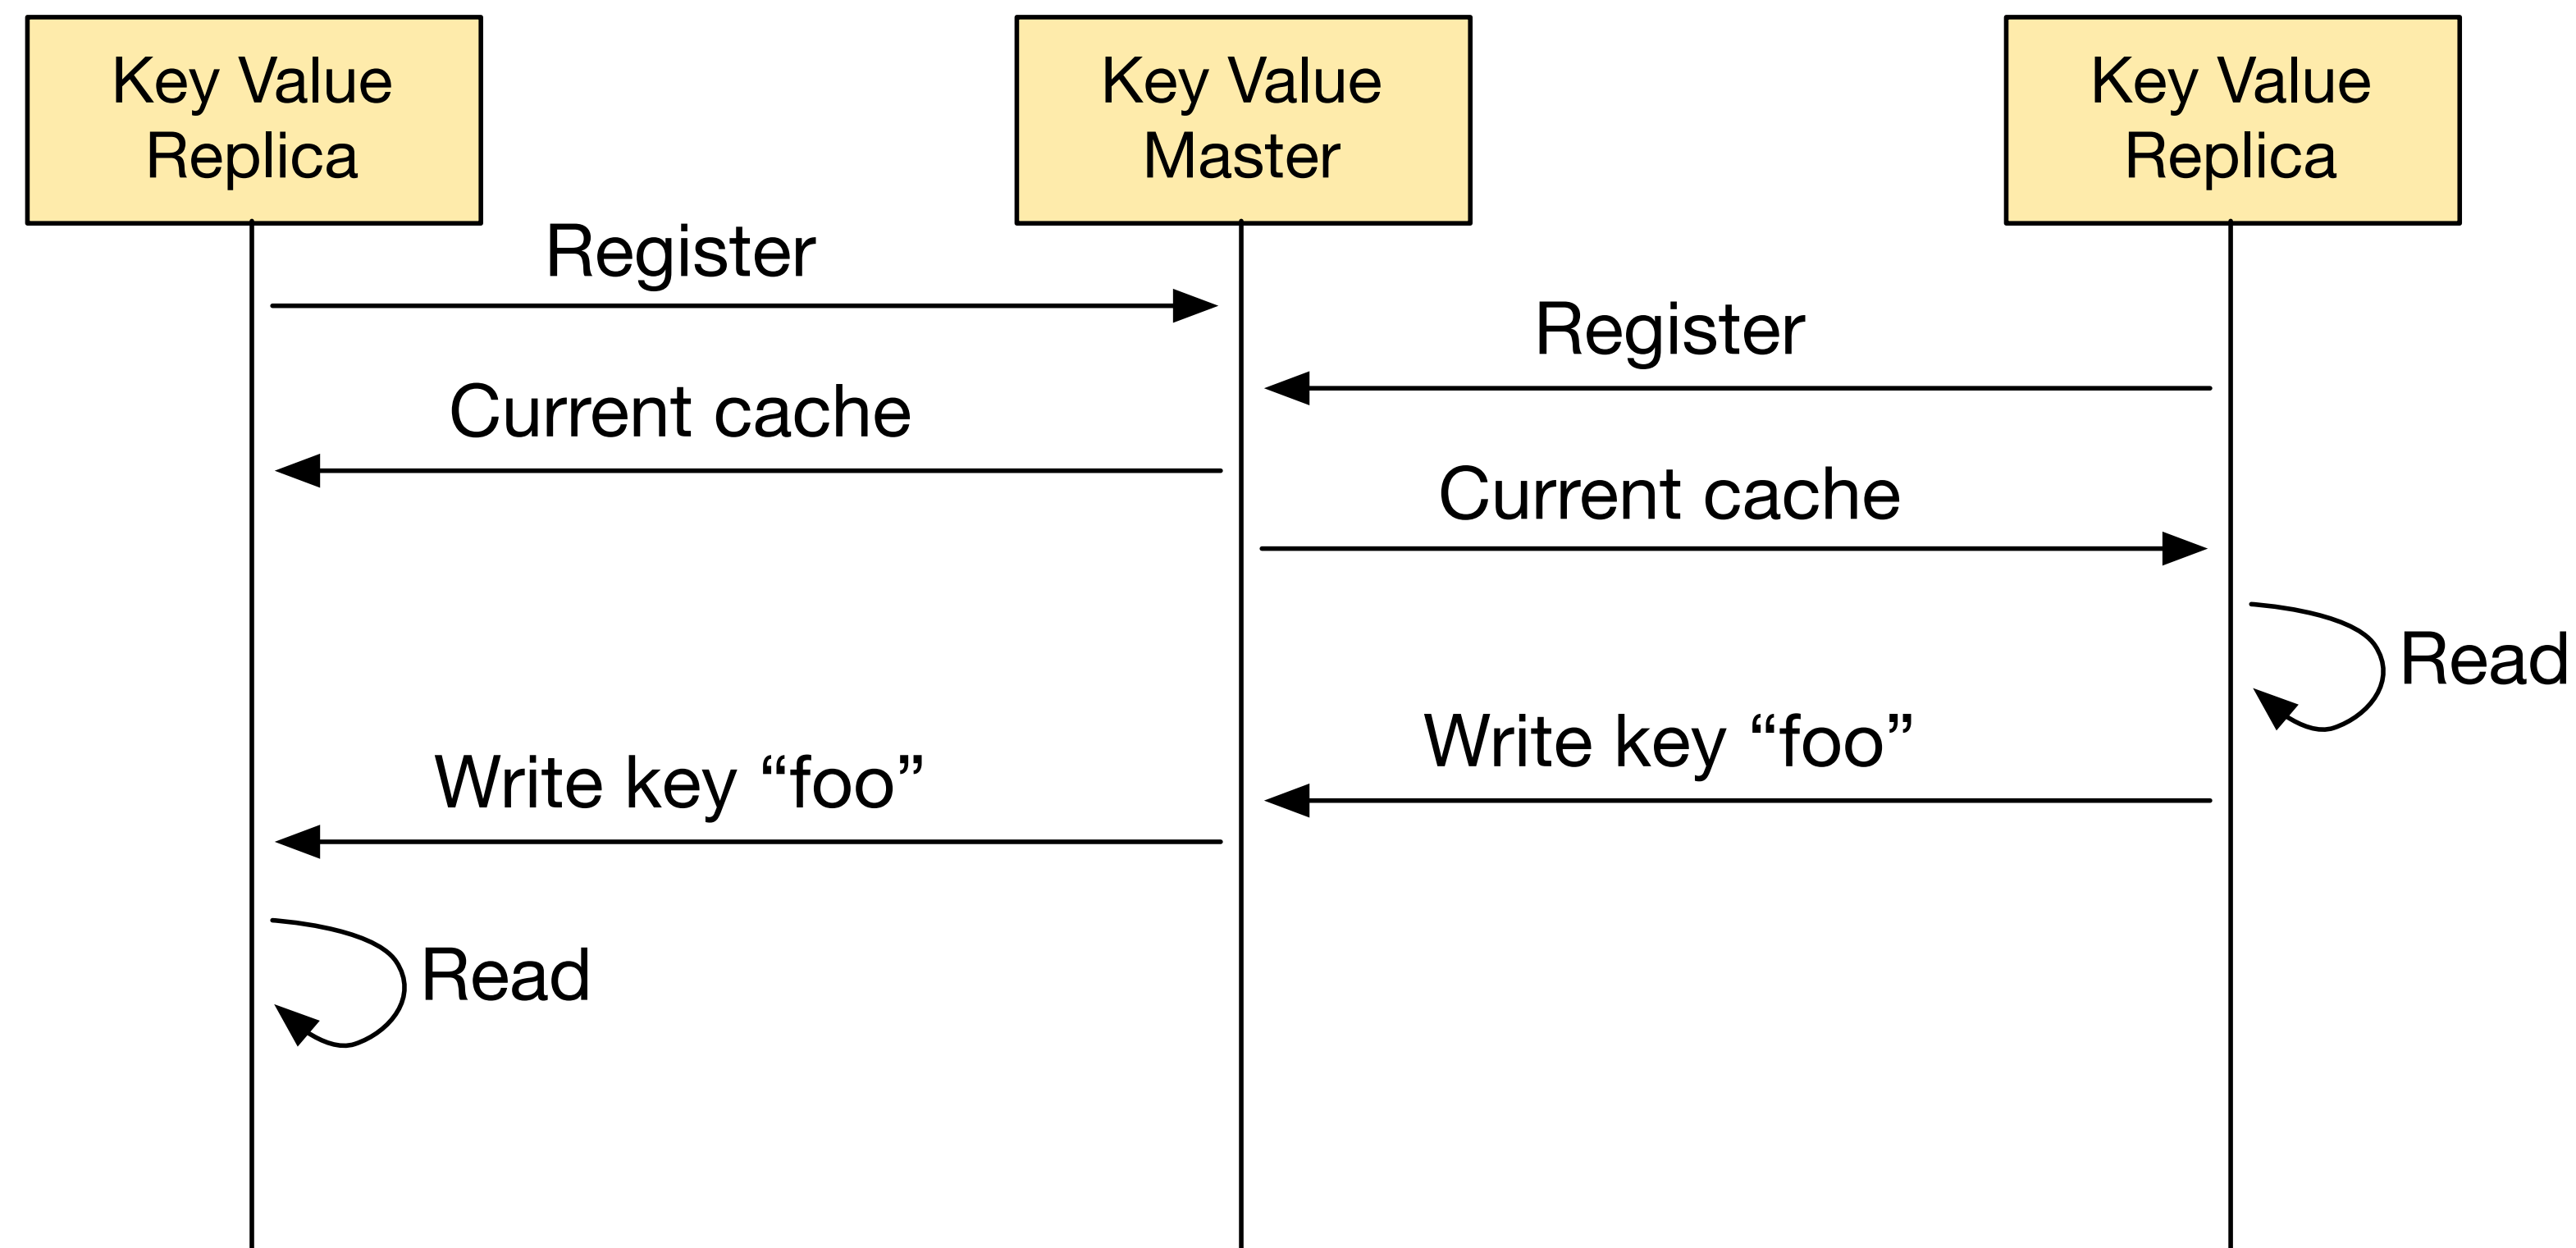 Key Value
Replica
Key Value
Master
Key Value
Replica
Register
Register
Current cache
Current cache
Read
Write key “foo”
Write key “foo”
Read